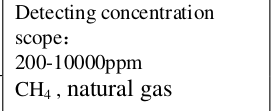 Detecting concentration
scope：
200-10000ppm
CH₄ , natural gas